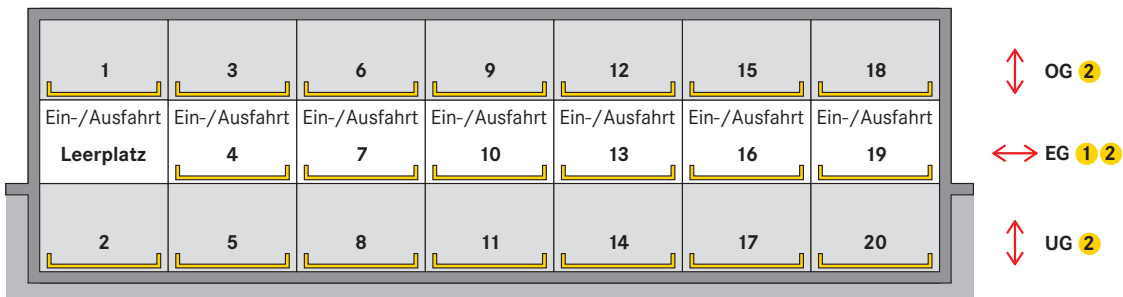 1 3 6 9 12 15 18 OG 2
Ein-/Ausfahrt Ein-/Ausfahrt Ein-/Ausfahrt Ein-/Ausfahrt Ein-/Ausfahrt Ein-/Ausfahrt Ein-/Ausfahrt
Leerplatz 4 7 10 13 16 19 EG 1 2
2 5 8 11 14 17 20 UG 2